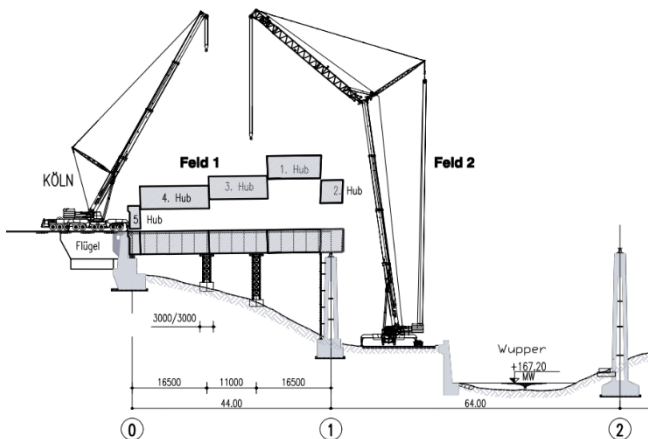 Feld 1
Feld 2
KÖLN
1. Hub
2. Hub
3. Hub
4. Hub
5. Hub
Flügel
3000/3000
Wupper
+167.20
MW
16500
11000
16500
44.00
64.00
0
1
2